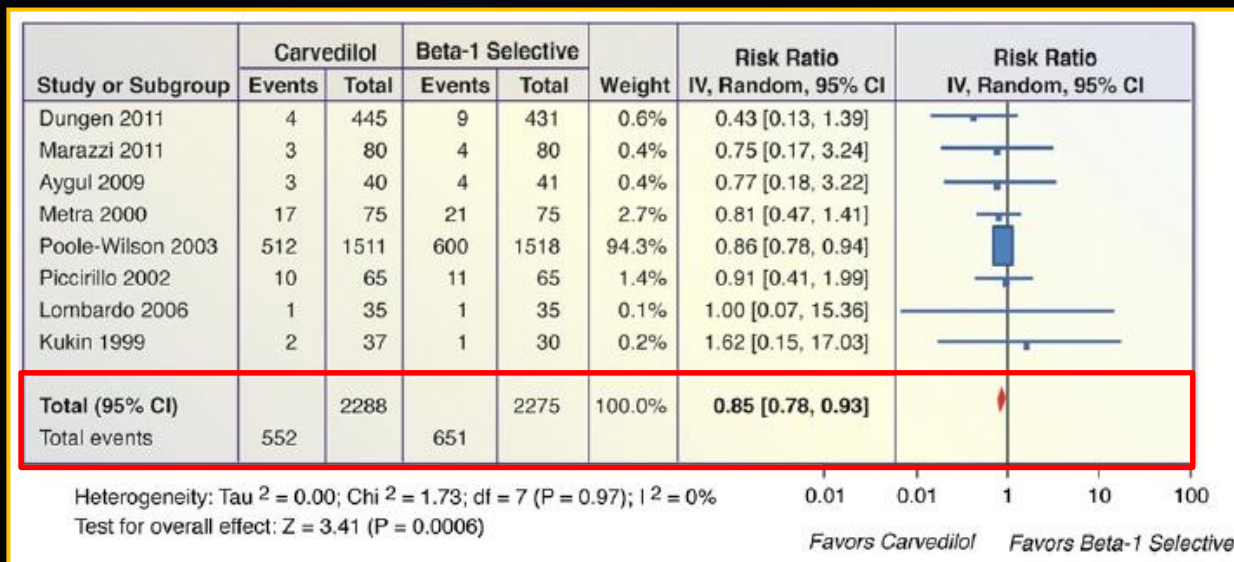 Carvedilol Beta-1 Selective Risk Ratio Risk Ratio
Study or Subgroup Events Total Events Total Weight IV, Random, 95% CI IV, Random, 95% CI
Dungen 2011 4 445 9 431 0.6% 0.43 [0.13, 1.39]
Marazzi 2011 3 80 4 80 0.4% 0.75 [0.17, 3.24]
Aygul 2009 3 40 4 41 0.4% 0.77 [0.18, 3.22]
Metra 2000 17 75 21 75 2.7% 0.81 [0.47, 1.41]
Poole-Wilson 2003 512 1511 600 1518 94.3% 0.86 [0.78, 0.94]
Piccirillo 2002 10 65 11 65 1.4% 0.91 [0.41, 1.99]
Lombardo 2006 1 35 1 35 0.1% 1.00 [0.07, 15.36]
Kukin 1999 2 37 1 30 0.2% 1.62 [0.15, 17.03]
Total (95% CI) 2288 2275 100.0% 0.85 [0.78, 0.93]
Total events 552 651
Heterogeneity: Tau ² = 0.00; Chi ² = 1.73; df = 7 (P = 0.97); I ² = 0% 0.01 0.01 1 10 100
Test for overall effect: Z = 3.41 (P = 0.0006)
Favors Carvedilol Favors Beta-1 Selective